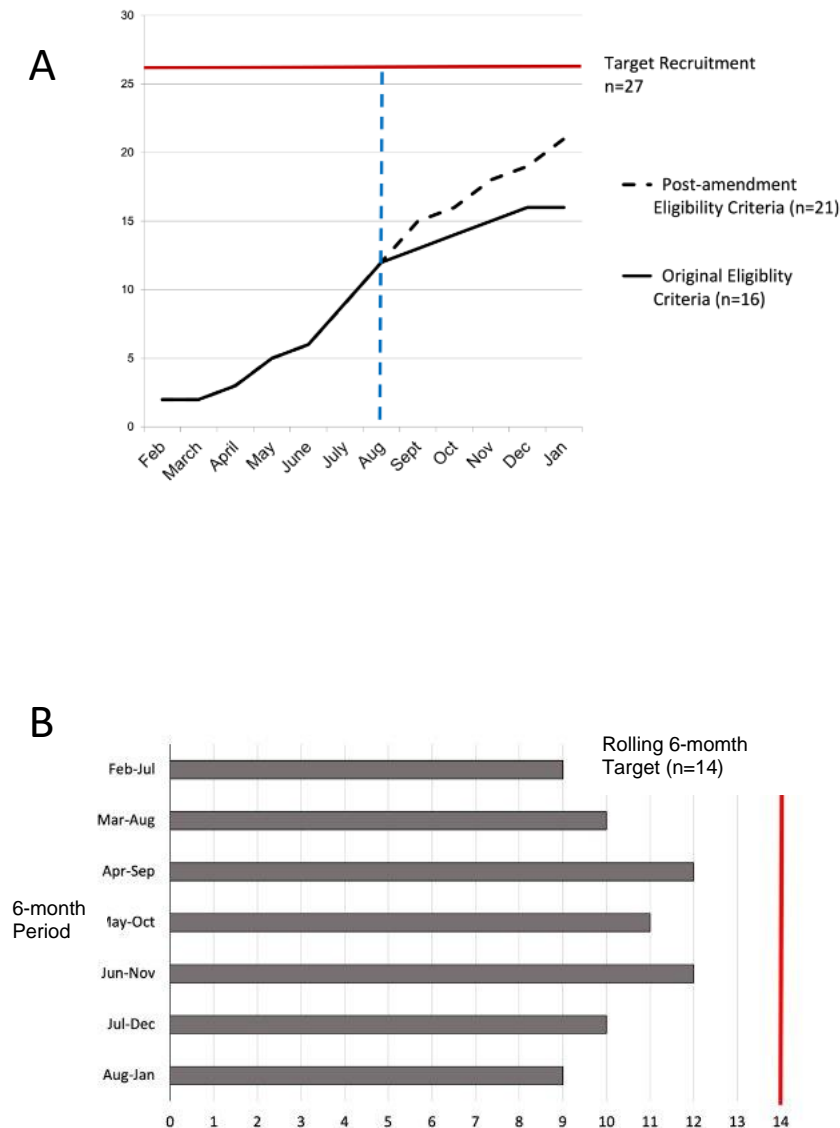 A
30
25
20
15
10
5
0
Feb
March
April
May
June
July
Aug
Sept
Oct
Nov
Dec
Jan
Target Recruitment
n=27
Post-amendment
Eligibility Criteria (n=21)
Original Eligiblity
Criteria (n=16)
B
Rolling 6-momth
Target (n=14)
6-month
Period
Feb-Jul
Mar-Aug
Apr-Sep
May-Oct
Jun-Nov
Jul-Dec
Aug-Jan
0 1 2 3 4 5 6 7 8 9 10 11 12 13 14